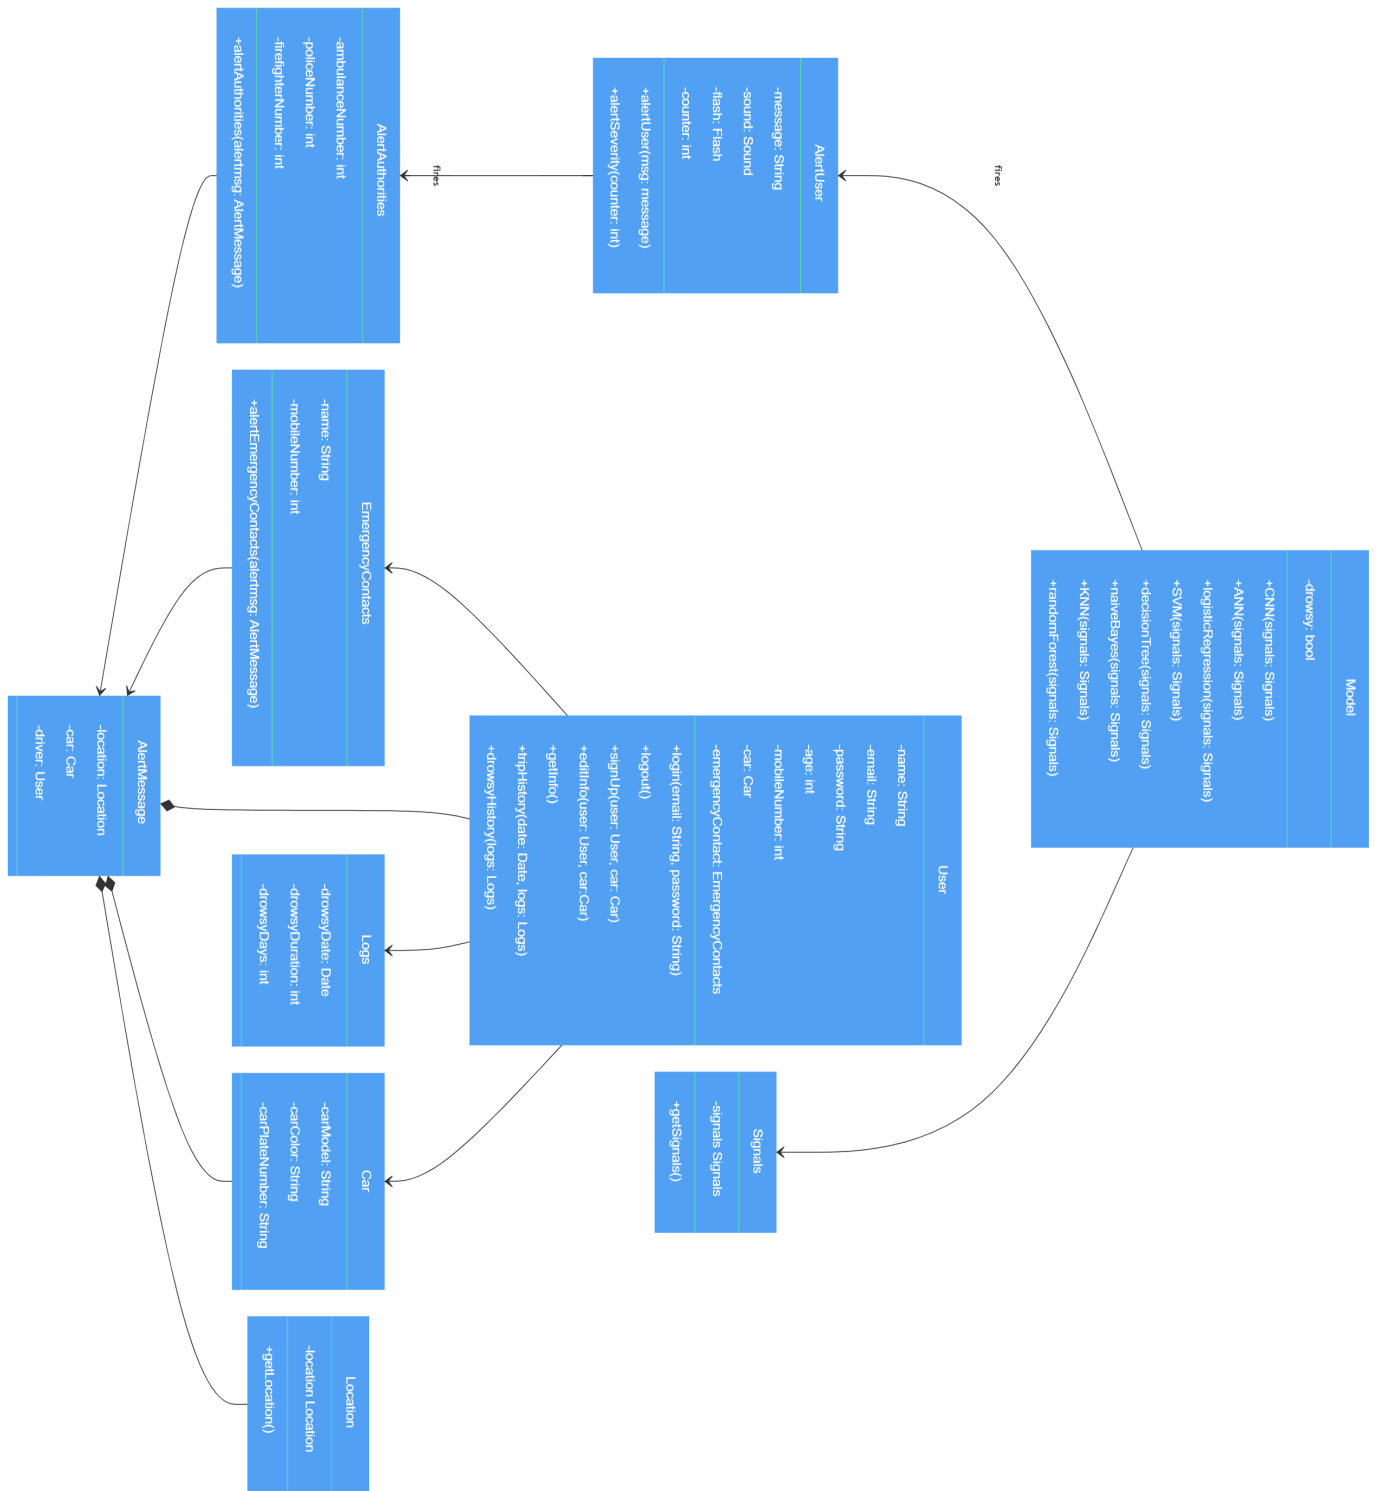 Model
-drowsy: bool
+CNN(signals: Signals)
+ANN(signals: Signals)
+logisticRegression(signals: Signals)
+SVM(signals: Signals)
+decisionTree(signals: Signals)
+naiveBayes(signals: Signals)
+KNN(signals: Signals)
+randomForest(signals: Signals)
fires
AlertUser
-message: String
-sound: Sound
-flash: Flash
-counter: int
+alertUser(msg: message)
+alertSeverity(counter: int)
User
-name: String
-email: String
-password: String
-age: int
-mobileNumber: int
-car: Car
-emergencyContact: EmergencyContacts
+login(email: String, password: String)
+logout()
+signUp(user: User, car: Car)
+editInfo(user: User, car:Car)
+getInfo()
+tripHistory(date: Date, logs: Logs)
+drowsyHistory(logs: Logs)
Signals
-signals Signals
+getSignals()
fires
AlertAuthorities
-ambulanceNumber: int
-policeNumber: int
-firefighterNumber: int
+alertAuthorities(alertmsg: AlertMessage)
EmergencyContacts
-name: String
-mobileNumber: int
+alertEmergencyContacts(alertmsg: AlertMessage)
Logs
-drowsyDate: Date
-drowsyDuration: int
-drowsyDays: int
Car
-carModel: String
-carColor: String
-carPlateNumber: String
Location
-location Location
+getLocation()
AlertMessage
-location: Location
-car: Car
-driver: User